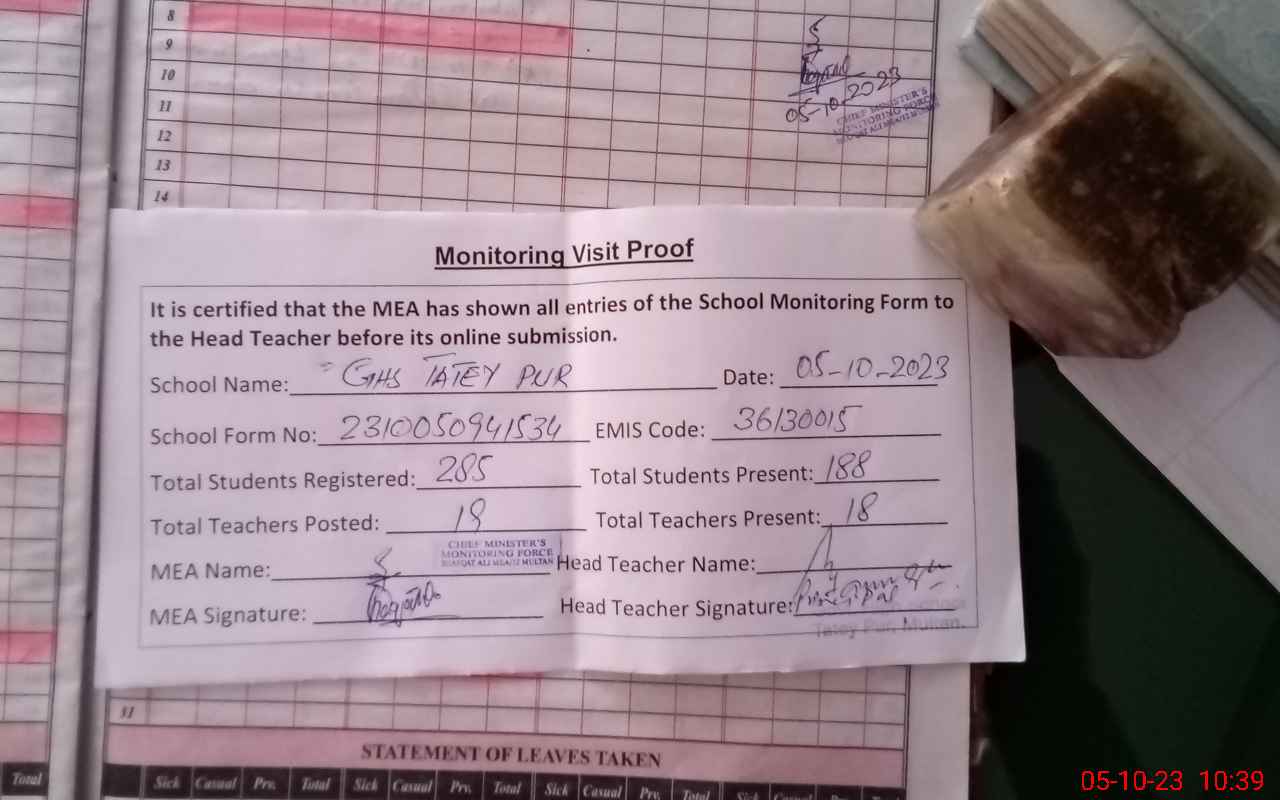 8
9
10
11
12
13
14
05-10-2023
CHIEF MINISTER'S
MONITORING FORCE
Monitoring Visit Proof
It is certified that the MEA has shown all entries of the School Monitoring Form to
the Head Teacher before its online submission.
School Name: GHS TATEY PUR Date: 05-10-2023
School Form No: 2310050941534 EMIS Code: 36130015
Total Students Registered: 285 Total Students Present: 188
Total Teachers Posted: 19 Total Teachers Present: 18
CHIEF MINISTER'S
MONITORING FORCE
MULTAN
MEA Name: Head Teacher Name:
MEA Signature: Head Teacher Signature:
Tatey Pur, Multan.
31
STATEMENT OF LEAVES TAKEN
Total Sick Casual Prv. Total Sick Casual Prv. Total Sick Casual Prv. Total Sick Casual Prv. Total
05-10-23 10:39